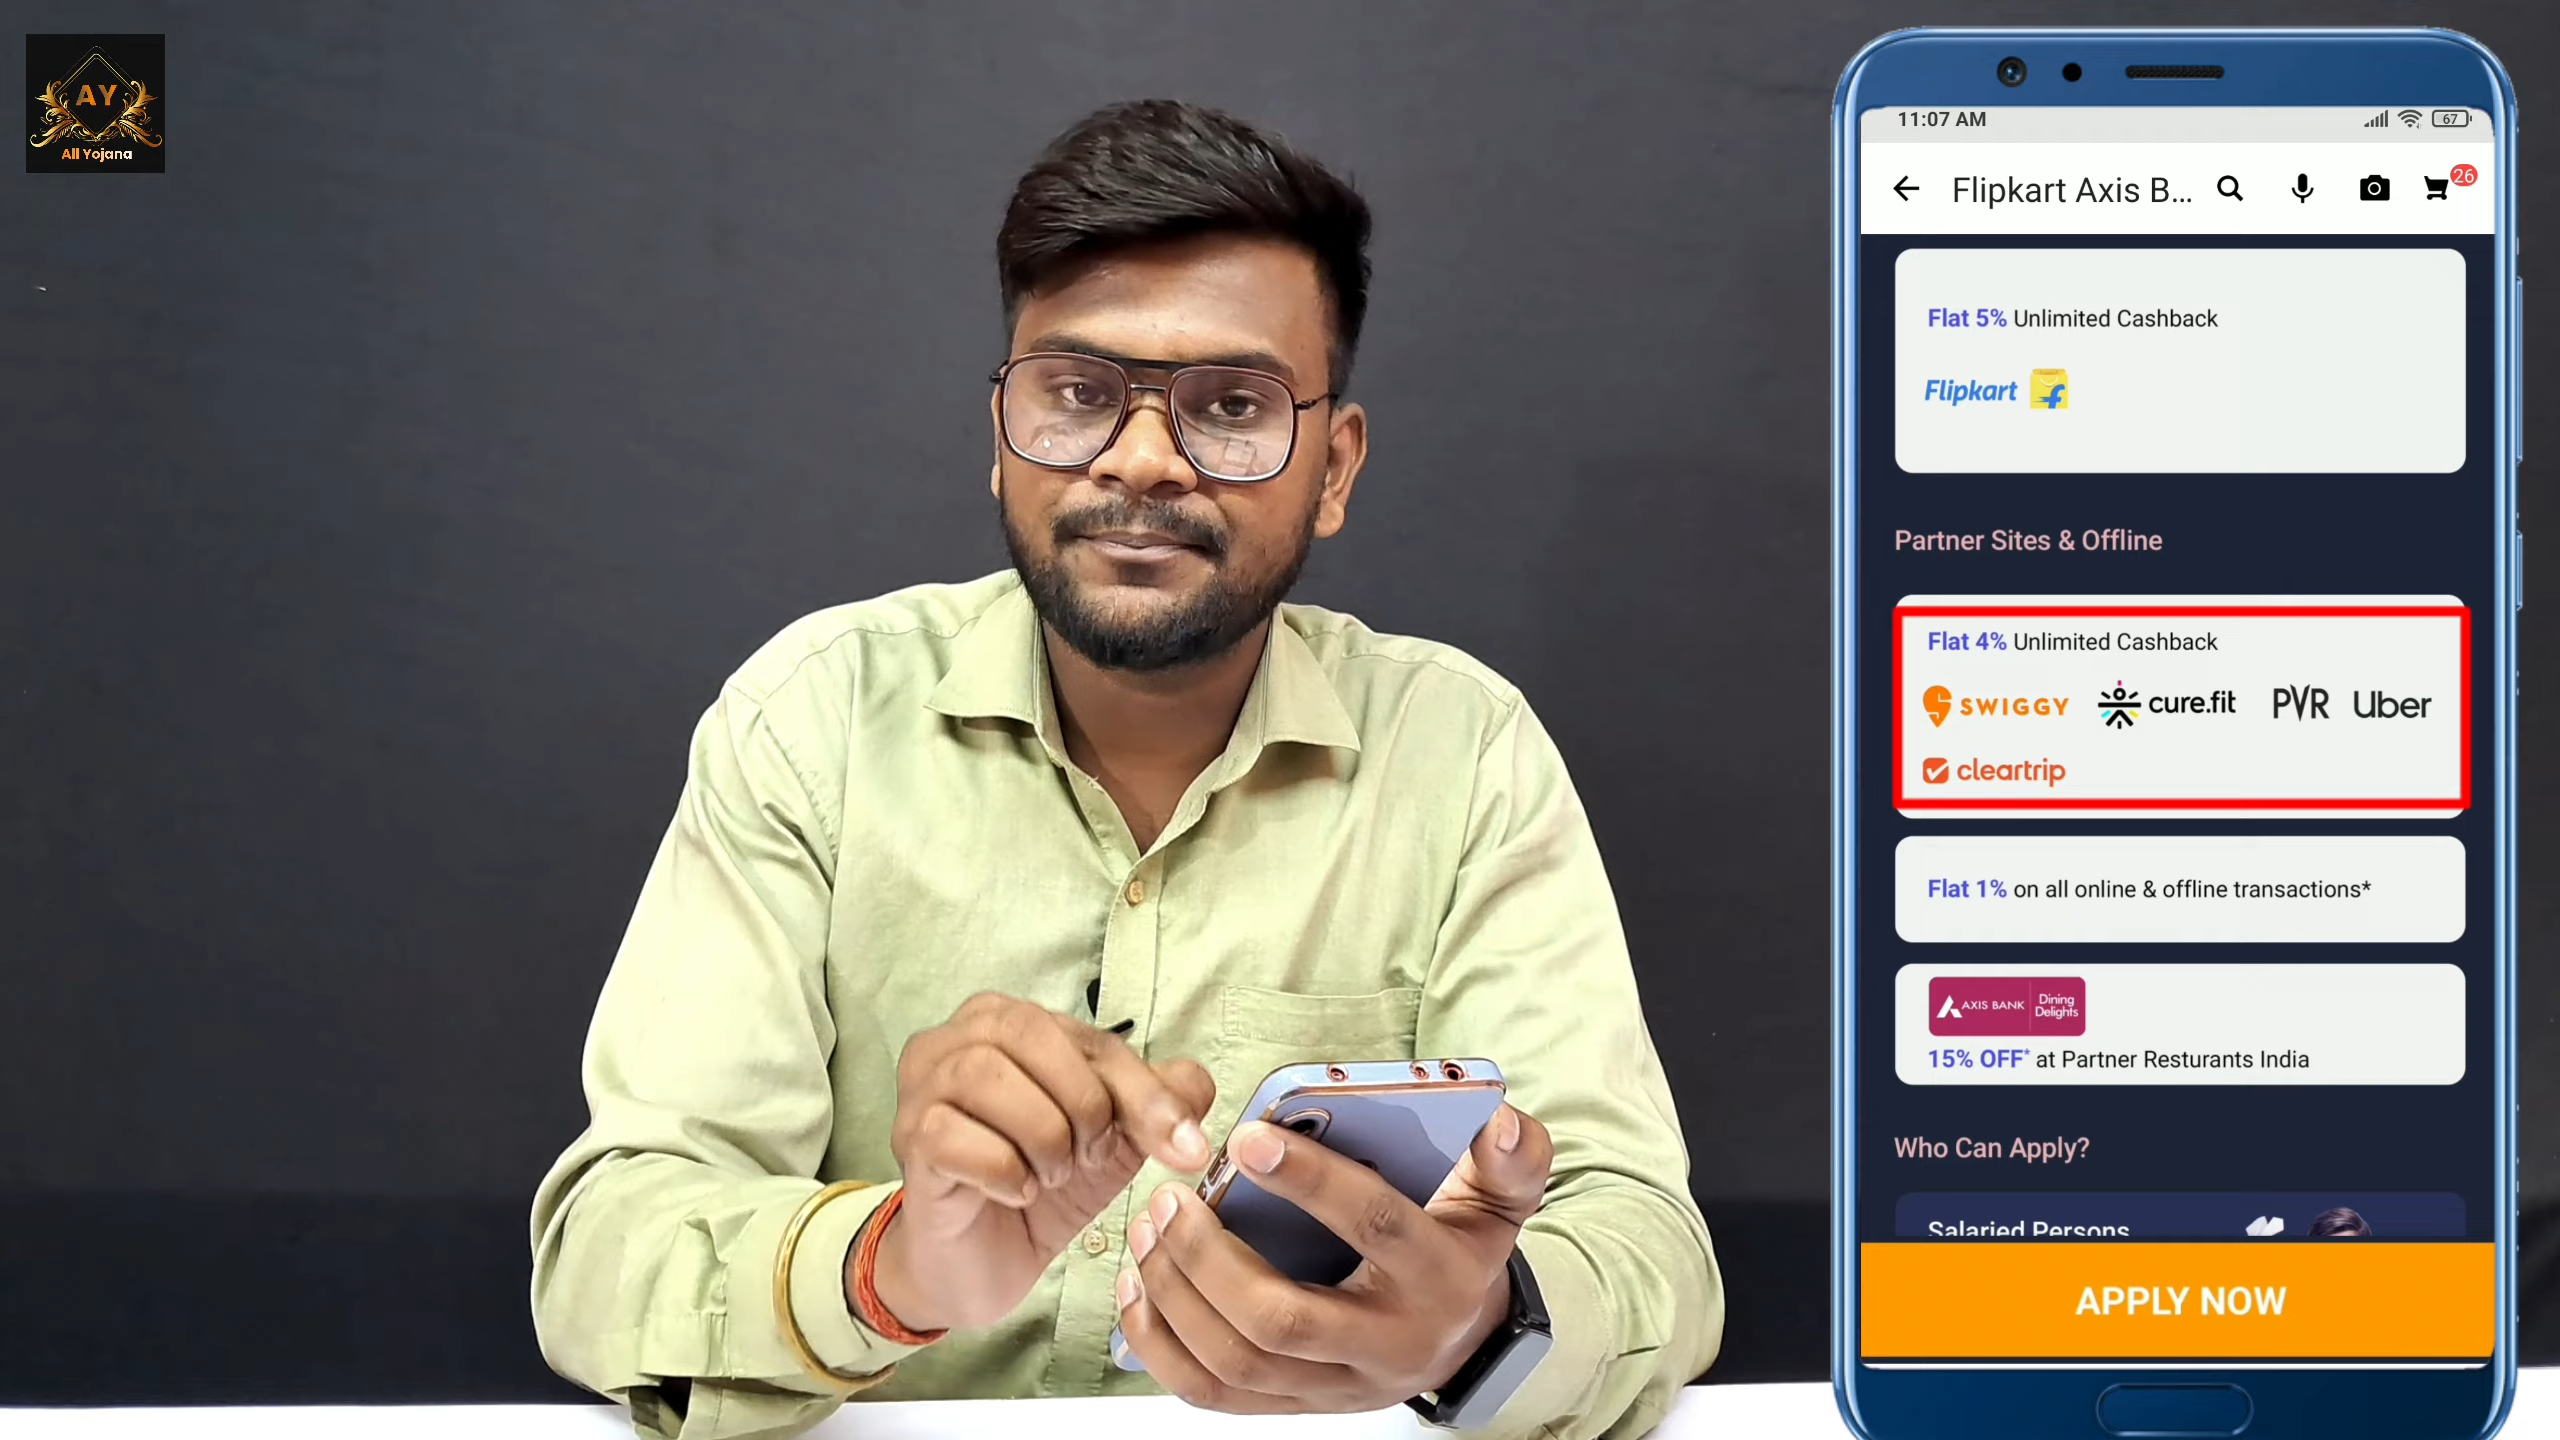 AY
All Yojana
11:07 AM
67
Flipkart Axis B...
26
Flat 5% Unlimited Cashback
Flipkart
Partner Sites & Offline
Flat 4% Unlimited Cashback
SWIGGY cure.fit PVR Uber
cleartrip
Flat 1% on all online & offline transactions*
AXIS BANK Dining
Delights
15% OFF* at Partner Resturants India
Who Can Apply?
Salaried Persons
APPLY NOW